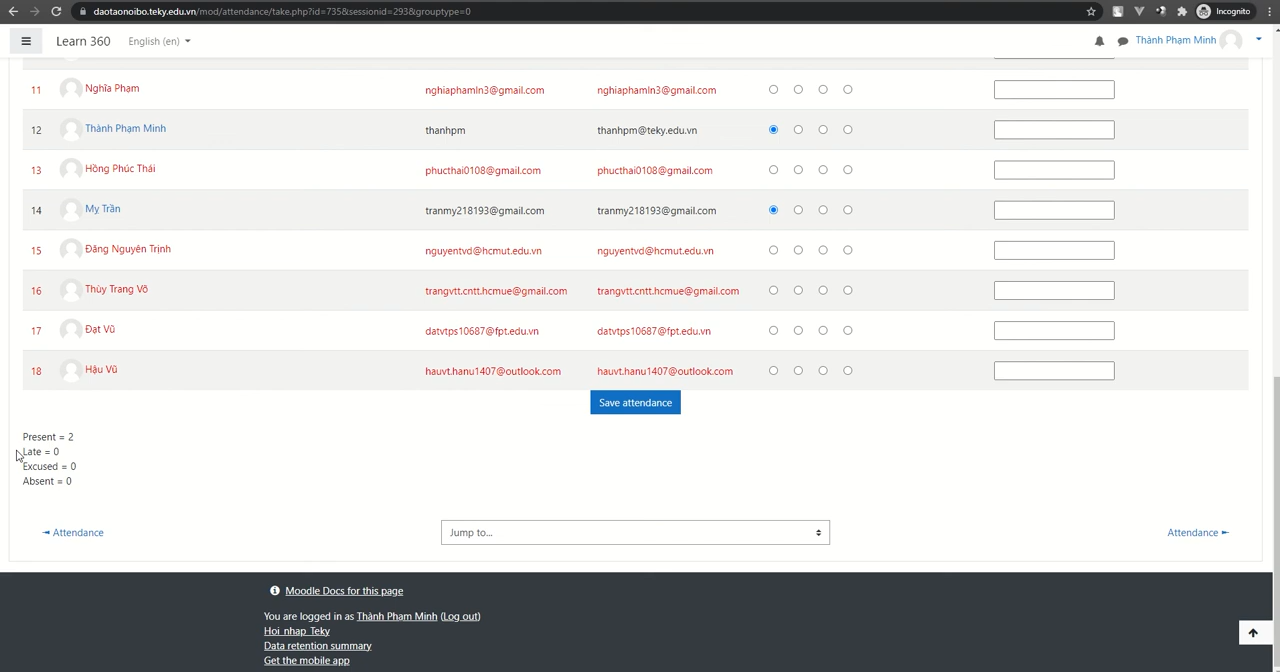 daotaonoibo.teky.edu.vn/mod/attendance/take.php?id=735&sessionid=293&grouptype=0
Incognito
Learn 360
English (en)
Thành Phạm Minh
11 Nghĩa Phạm nghiaphamln3@gmail.com nghiaphamln3@gmail.com
12 Thành Phạm Minh thanhpm thanhpm@teky.edu.vn
13 Hồng Phúc Thái phucthai0108@gmail.com phucthai0108@gmail.com
14 Mỵ Trần tranmy218193@gmail.com tranmy218193@gmail.com
15 Đăng Nguyên Trịnh nguyentvd@hcmut.edu.vn nguyentvd@hcmut.edu.vn
16 Thùy Trang Võ trangvtt.cntt.hcmue@gmail.com trangvtt.cntt.hcmue@gmail.com
17 Đạt Vũ datvtps10687@fpt.edu.vn datvtps10687@fpt.edu.vn
18 Hậu Vũ hauvt.hanu1407@outlook.com hauvt.hanu1407@outlook.com
Save attendance
Present = 2
Late = 0
Excused = 0
Absent = 0
◄ Attendance
Jump to...
Attendance ►
Moodle Docs for this page
You are logged in as Thành Phạm Minh (Log out)
Hoi_nhap_Teky
Data retention summary
Get the mobile app